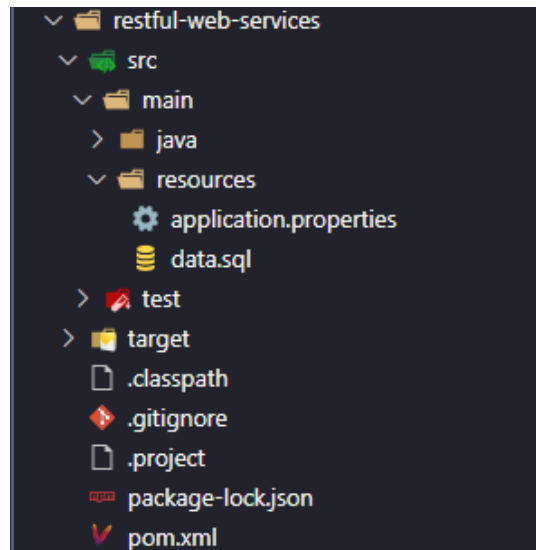 restful-web-services
src
main
java
resources
application.properties
data.sql
test
target
.classpath
.gitignore
.project
package-lock.json
pom.xml